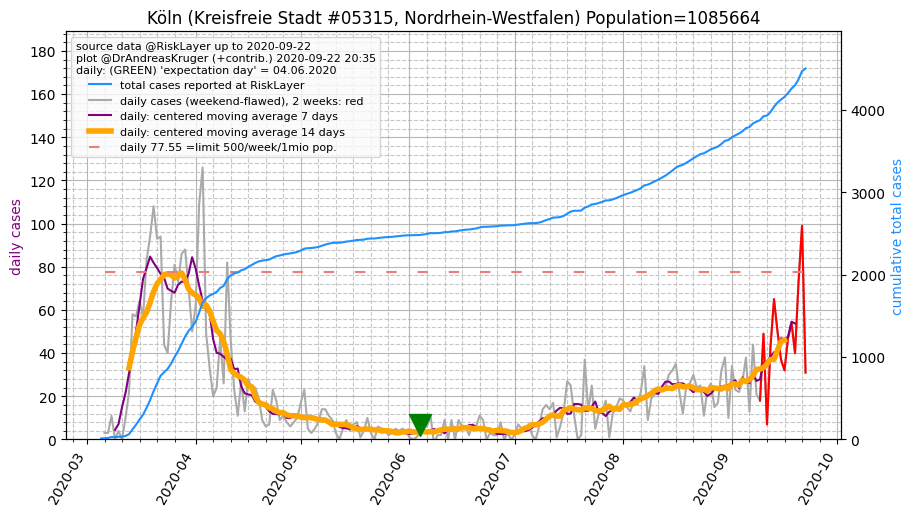 Köln (Kreisfreie Stadt #05315, Nordrhein-Westfalen) Population=1085664
source data @RiskLayer up to 2020-09-22
plot @DrAndreasKruger (+contrib.) 2020-09-22 20:35
daily: (GREEN) 'expectation day' = 04.06.2020
total cases reported at RiskLayer
daily cases (weekend-flawed), 2 weeks: red
daily: centered moving average 7 days
daily: centered moving average 14 days
daily 77.55 =limit 500/week/1mio pop.
daily cases
180
160
140
120
100
80
60
40
20
0
cumulative total cases
4000
3000
2000
1000
0
2020-03
2020-04
2020-05
2020-06
2020-07
2020-08
2020-09
2020-10